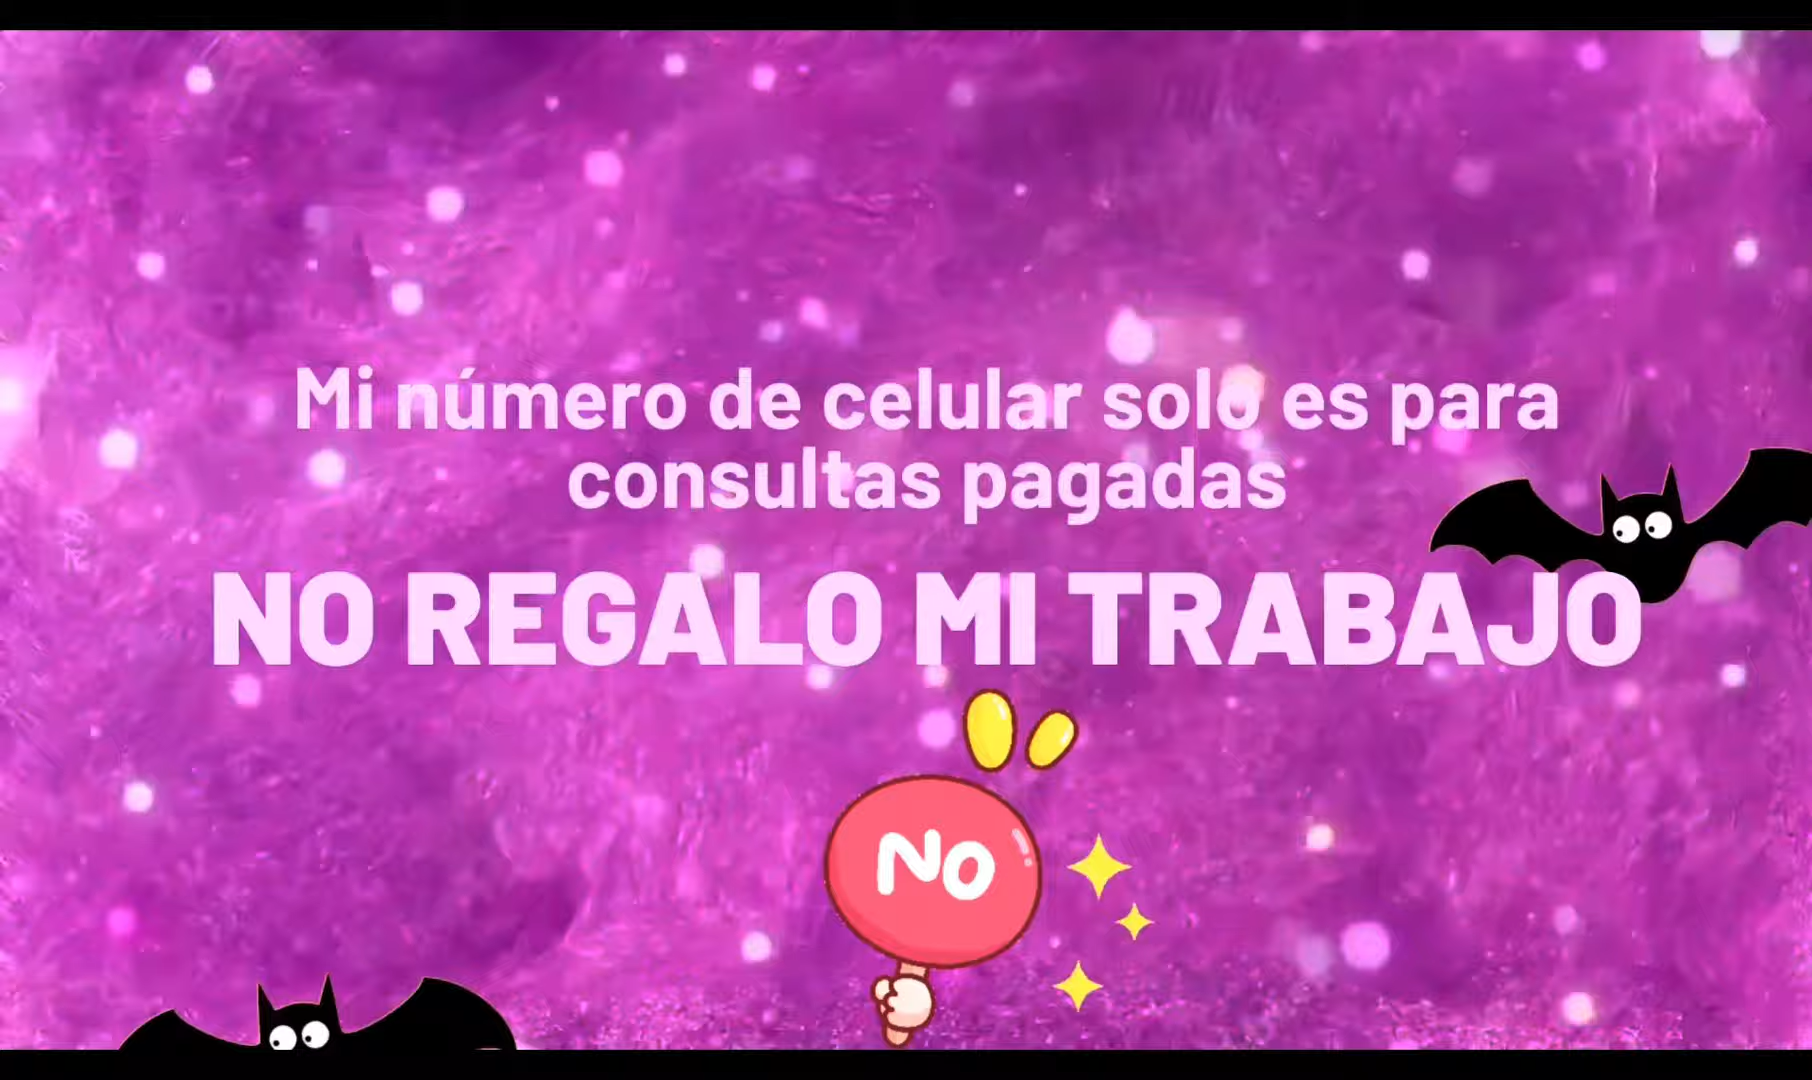 Mi número de celular solo es para
consultas pagadas
NO REGALO MI TRABAJO
NO